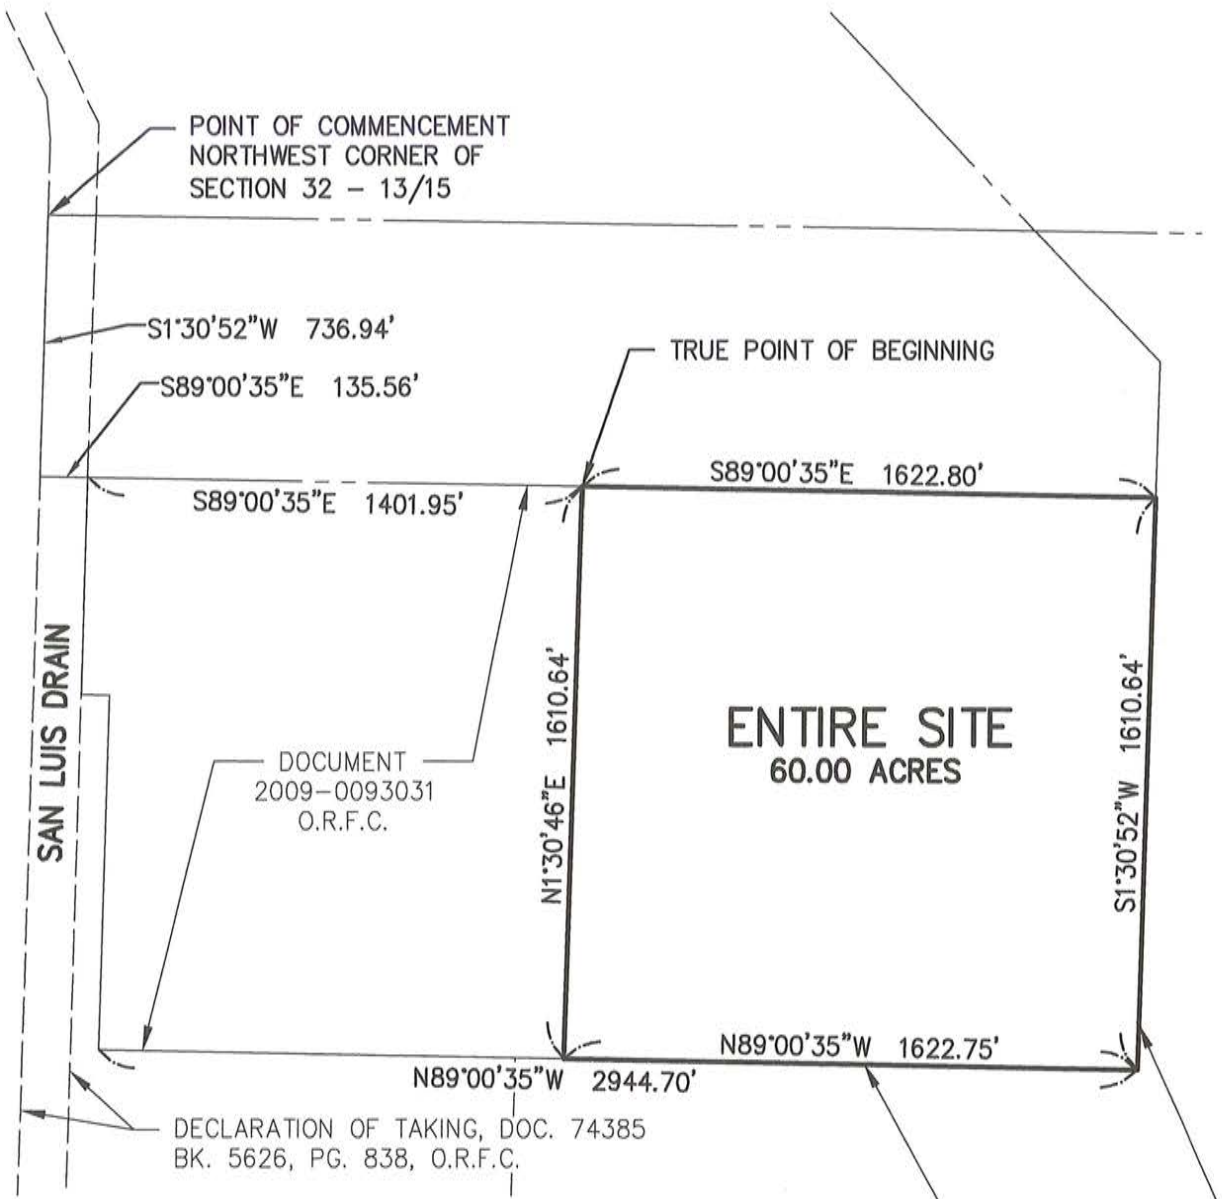 POINT OF COMMENCEMENT
NORTHWEST CORNER OF
SECTION 32 – 13/15
S1°30'52"W 736.94'
TRUE POINT OF BEGINNING
S89°00'35"E 135.56'
S89°00'35"E 1622.80'
S89°00'35"E 1401.95'
SAN LUIS DRAIN
N1°30'46"E 1610.64'
S1°30'52"W 1610.64'
ENTIRE SITE
60.00 ACRES
DOCUMENT
2009–0093031
O.R.F.C.
N89°00'35"W 1622.75'
N89°00'35"W 2944.70'
DECLARATION OF TAKING, DOC. 74385
BK. 5626, PG. 838, O.R.F.C.